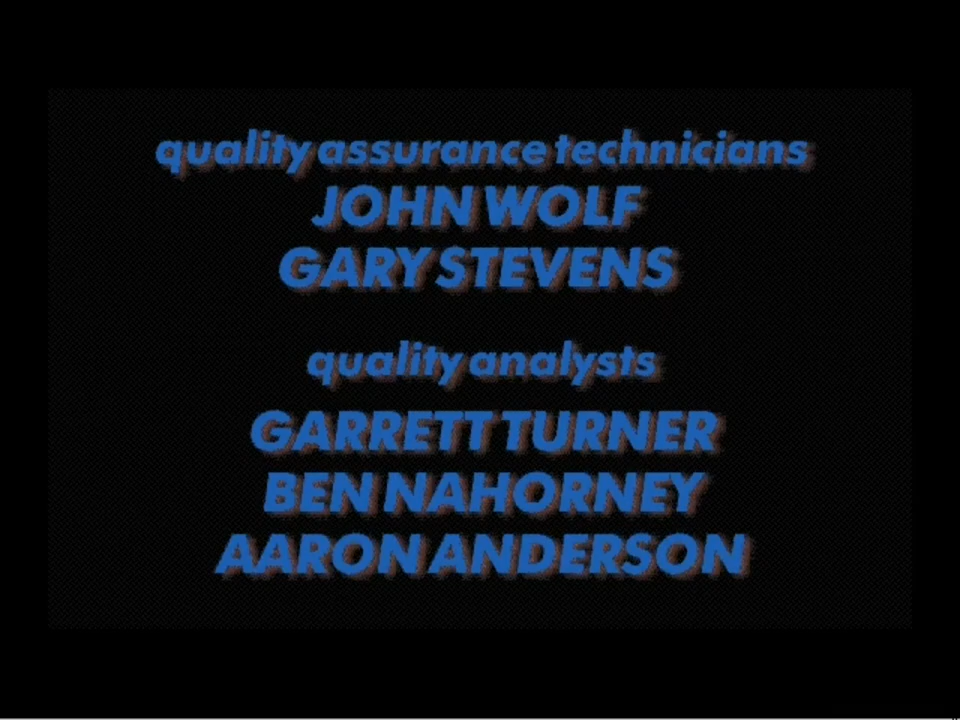 quality assurance technicians
JOHN WOLF
GARY STEVENS
quality analysts
GARRETT TURNER
BEN NAHORNEY
AARON ANDERSON